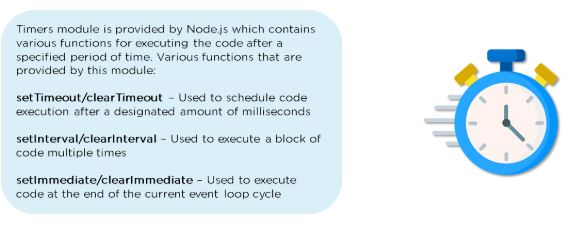 Timers module is provided by Node.js which contains
various functions for executing the code after a
specified period of time. Various functions that are
provided by this module:
setTimeout/clearTimeout – Used to schedule code
execution after a designated amount of milliseconds
setInterval/clearInterval – Used to execute a block of
code multiple times
setImmediate/clearImmediate – Used to execute
code at the end of the current event loop cycle